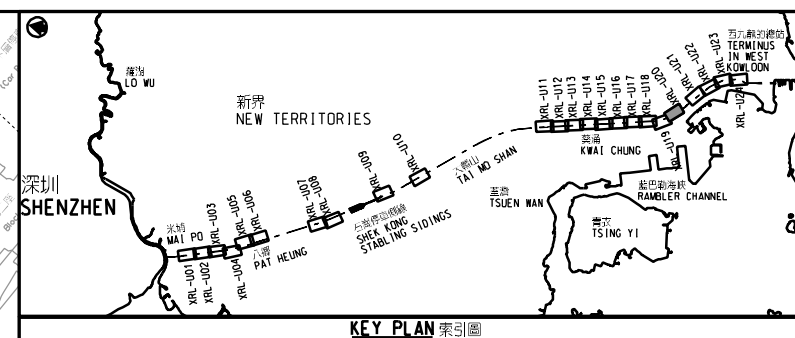 羅湖
LO WU
新界
NEW TERRITORIES
深圳
SHENZHEN
米埔
MAI PO
XRL-U01
XRL-U02
XRL-U03
XRL-U04
XRL-U05
XRL-U06
八鄉
PAT HEUNG
XRL-U07
XRL-U08
XRL-U09
XRL-U10
石崗停車側線
SHEK KONG
STABLING SIDINGS
大帽山
TAI MO SHAN
XRL-U11
XRL-U12
XRL-U13
XRL-U14
XRL-U15
XRL-U16
XRL-U17
XRL-U18
XRL-U19
XRL-U20
XRL-U21
XRL-U22
XRL-U23
XRL-U24
西九龍的總站
TERMINUS
IN WEST
KOWLOON
葵涌
KWAI CHUNG
荃灣
TSUEN WAN
藍巴勒海峽
RAMBLER CHANNEL
青衣
TSING YI
KEY PLAN 索引圖